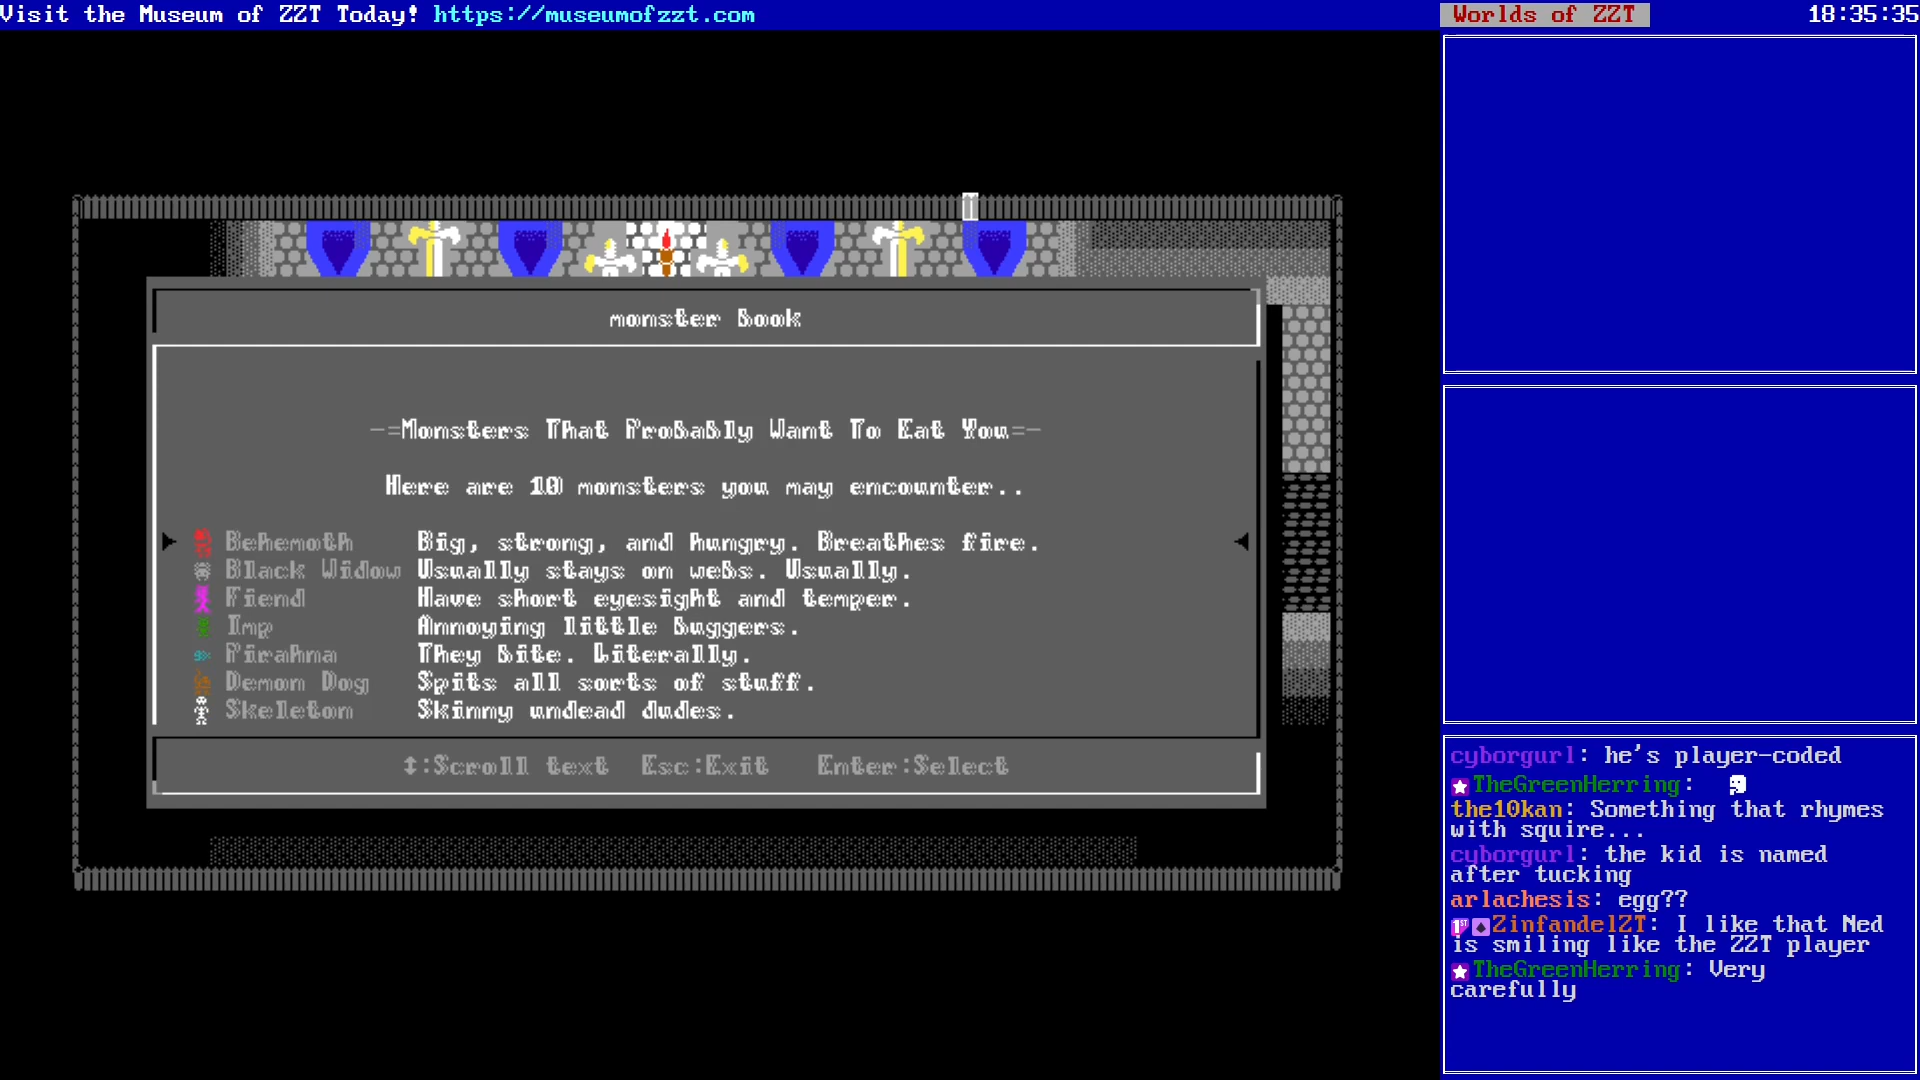 Visit the Museum of ZZT Today! https://museumofzzt.com
Worlds of ZZT
18:35:35
monster book
-=Monsters That Probably Want To Eat You=-
Here are 10 monsters you may encounter..
Behemoth Big, strong, and hungry. Breathes fire.
Black Widow Usually stays on webs. Usually.
Fiend Have short eyesight and temper.
Imp Annoying little buggers.
Pirahna They bite. Literally.
Demon Dog Spits all sorts of stuff.
Skeleton Skinny undead dudes.
↕:Scroll text Esc:Exit Enter:Select
cyborgurl: he's player-coded
TheGreenHerring:
the10kan: Something that rhymes
with squire...
cyborgurl: the kid is named
after tucking
arlachesis: egg??
ZinfandelZT: I like that Ned
is smiling like the ZZT player
TheGreenHerring: Very
carefully